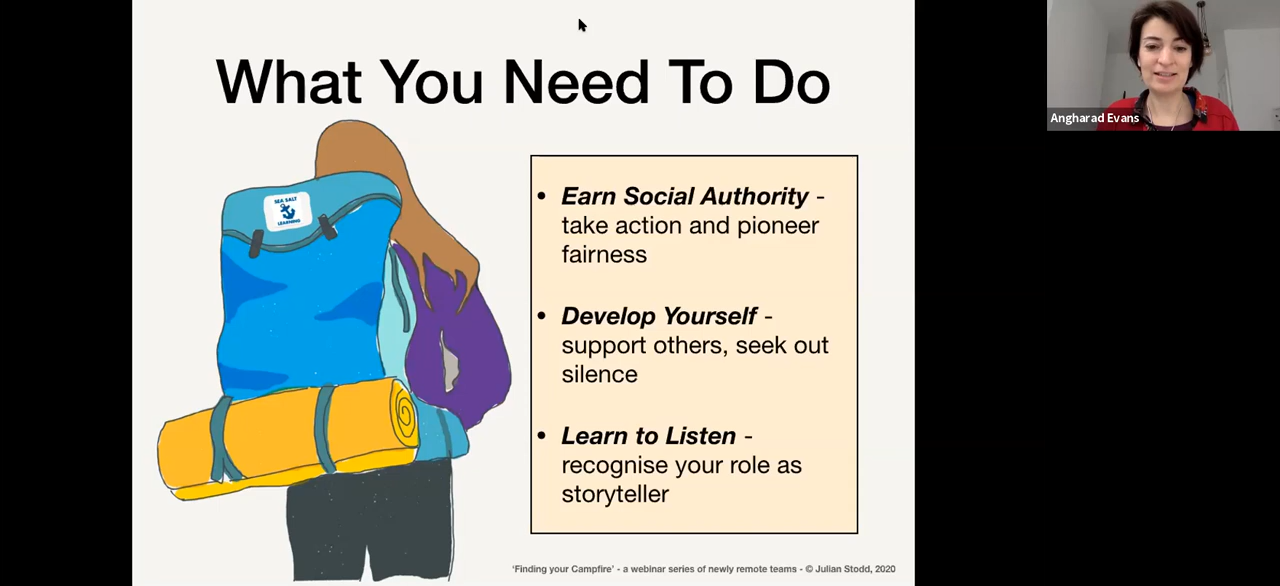 What You Need To Do
SEA SALT
LEARNING
• Earn Social Authority -
take action and pioneer
fairness
• Develop Yourself -
support others, seek out
silence
• Learn to Listen -
recognise your role as
storyteller
'Finding your Campfire' - a webinar series of newly remote teams - © Julian Stodd, 2020
Angharad Evans